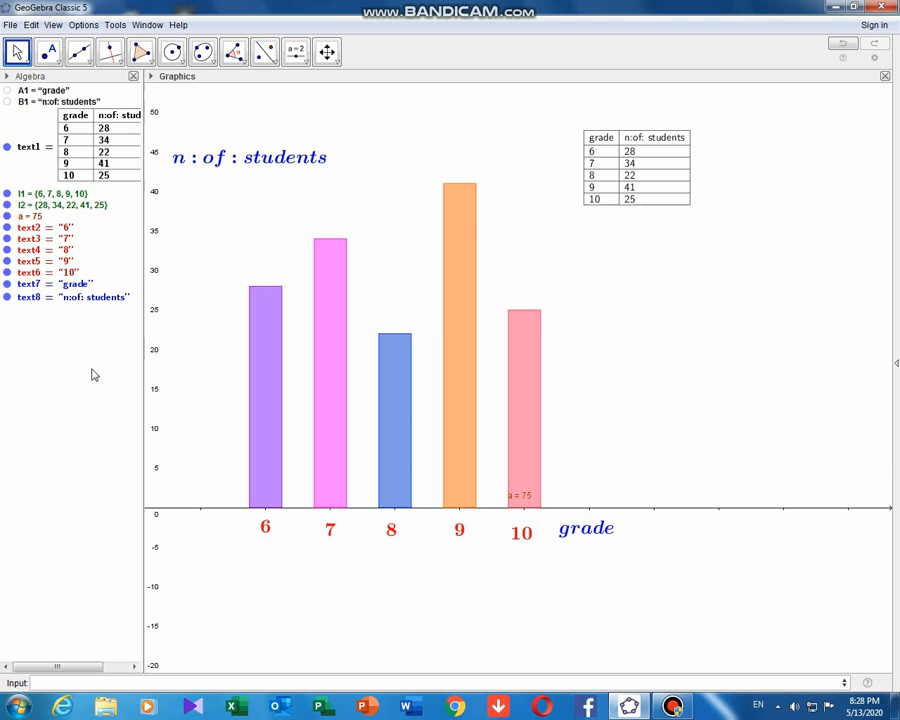 GeoGebra Classic 5
www.BANDICAM.com
File Edit View Options Tools Window Help
Sign in
a=2
Algebra
Graphics
A1 = "grade"
B1 = "n:of: students"
grade n:of: stud
6 28
7 34
8 22
9 41
10 25
text1 =
l1 = {6, 7, 8, 9, 10}
l2 = {28, 34, 22, 41, 25}
a = 75
text2 = "6"
text3 = "7"
text4 = "8"
text5 = "9"
text6 = "10"
text7 = "grade"
text8 = "n:of: students"
50
45
40
35
30
25
20
15
10
5
0
-5
-10
-15
-20
n : of : students
grade n:of: students
6 28
7 34
8 22
9 41
10 25
a = 75
6 7 8 9 10 grade
Input:
EN
8:28 PM
5/13/2020